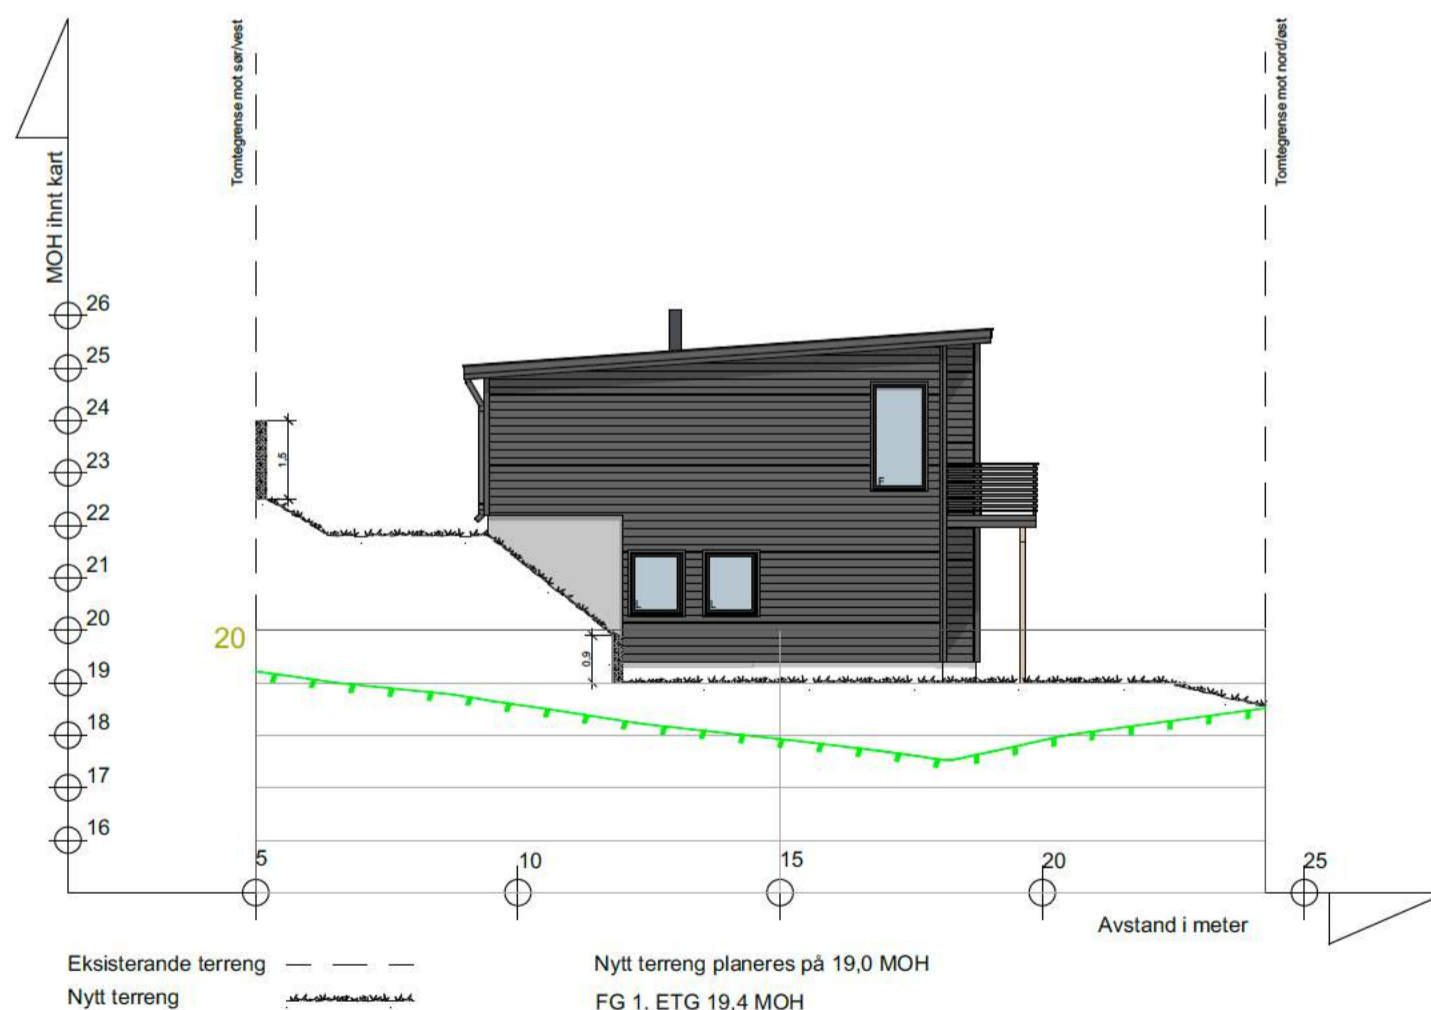 Tomtegrense mot sør/vest
Tomtegrense mot nord/øst
MOH ihnt kart
26
25
24
23
22
21
20
19
18
17
16
1,5
0,9
F
L
L
20
5
10
15
20
25
Avstand i meter
Eksisterande terreng
Nytt terreng planeres på 19,0 MOH
Nytt terreng
FG 1. ETG 19,4 MOH